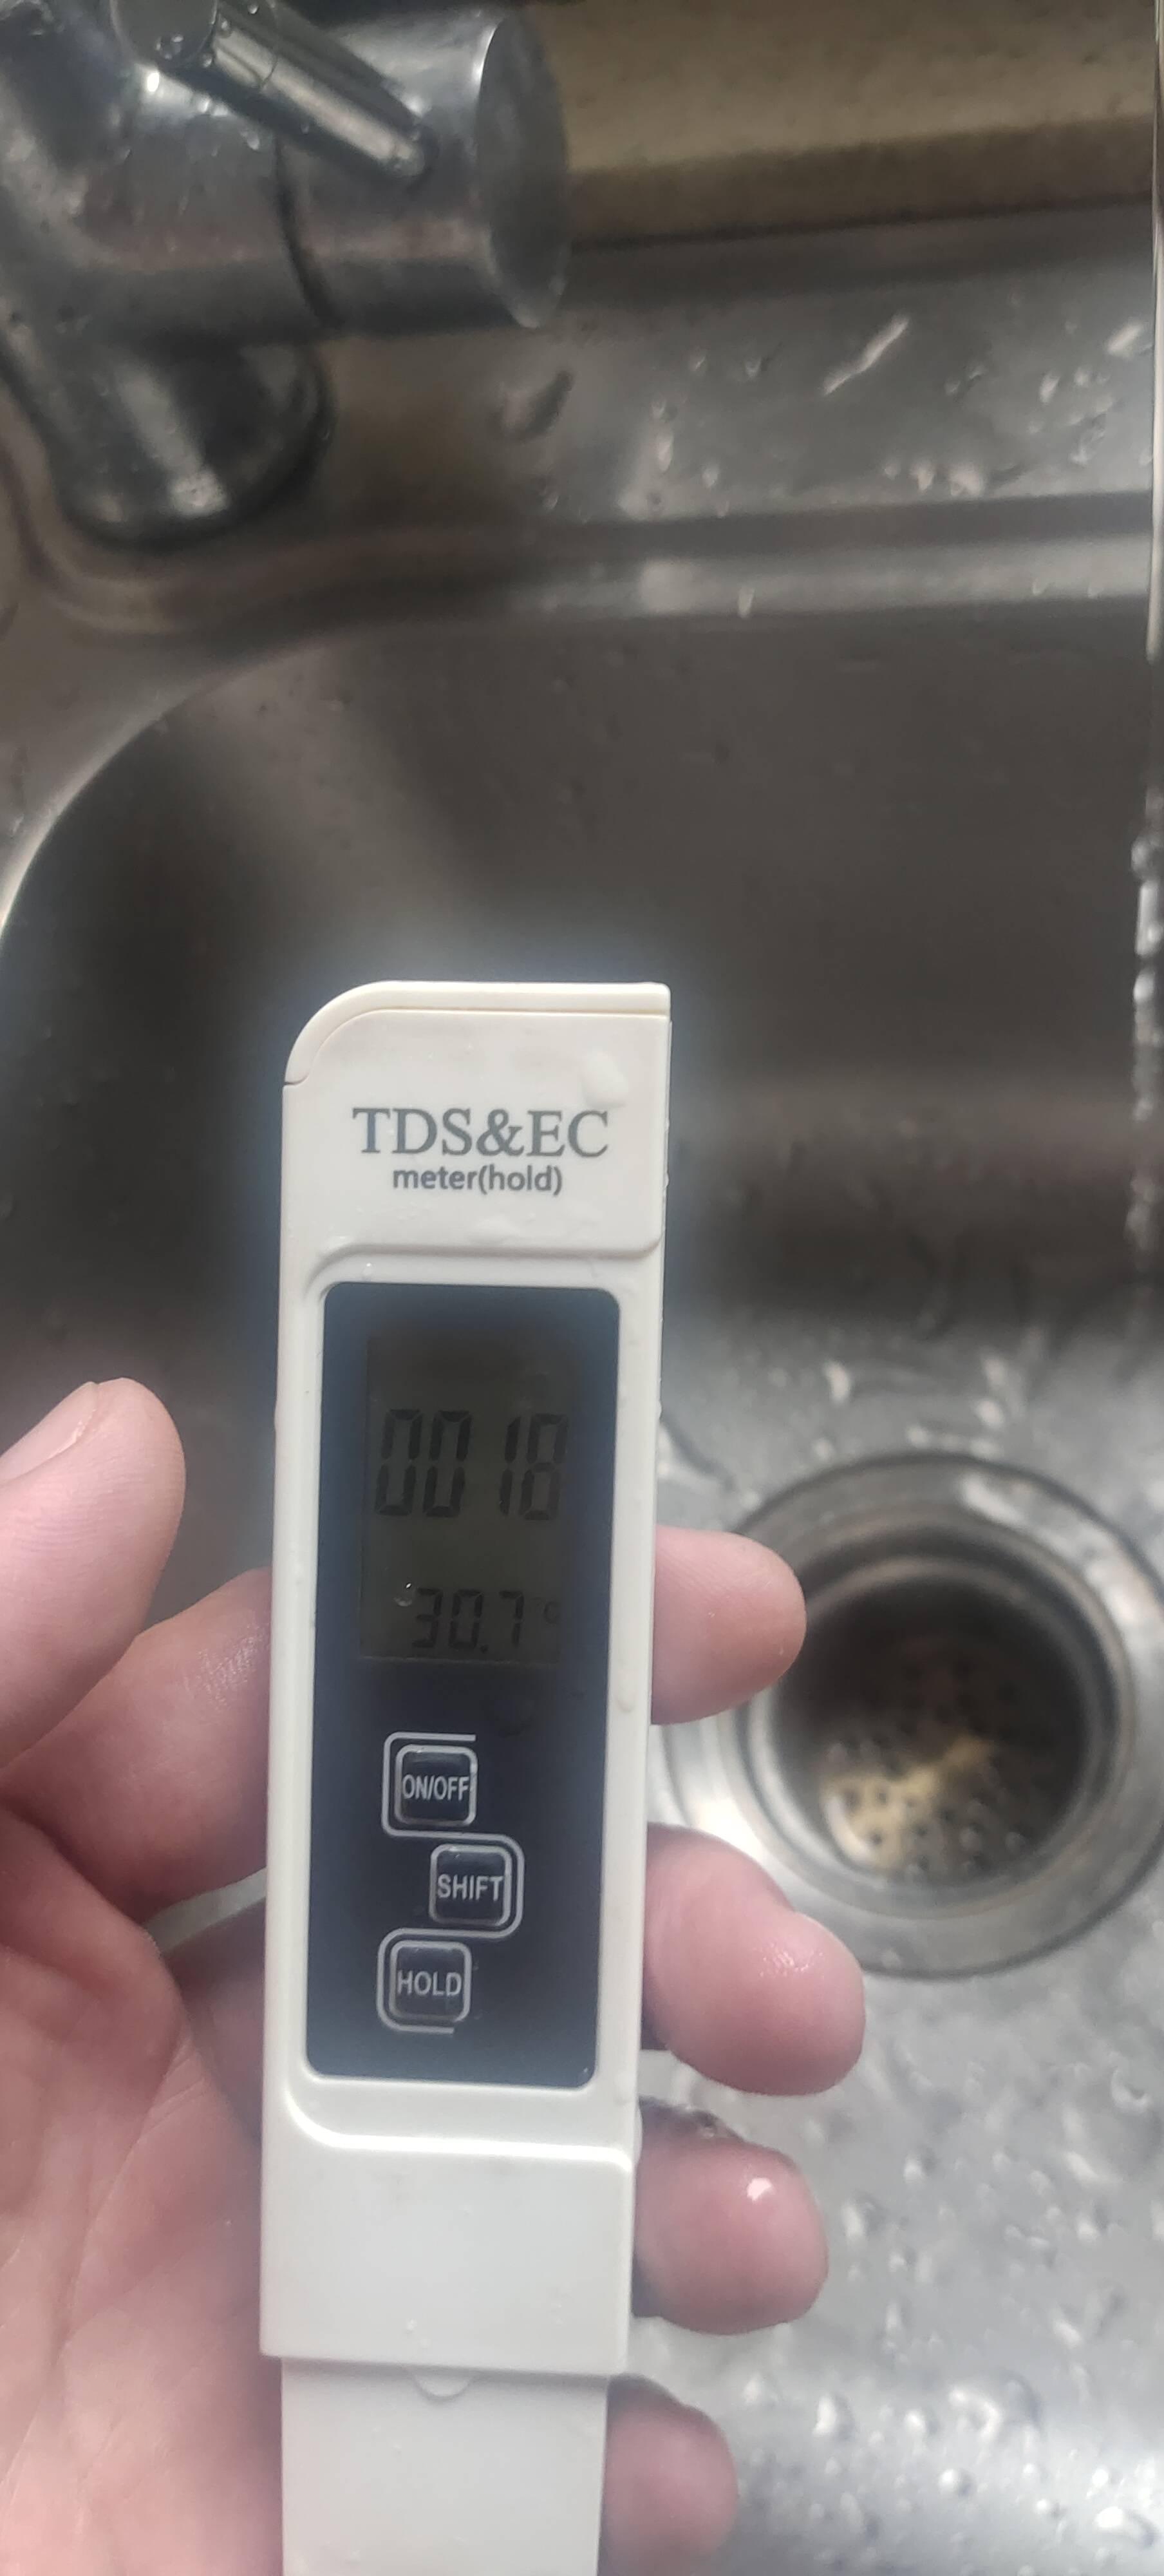 TDS&EC
meter(hold)
0018
30.7 °C
ON/OFF
SHIFT
HOLD